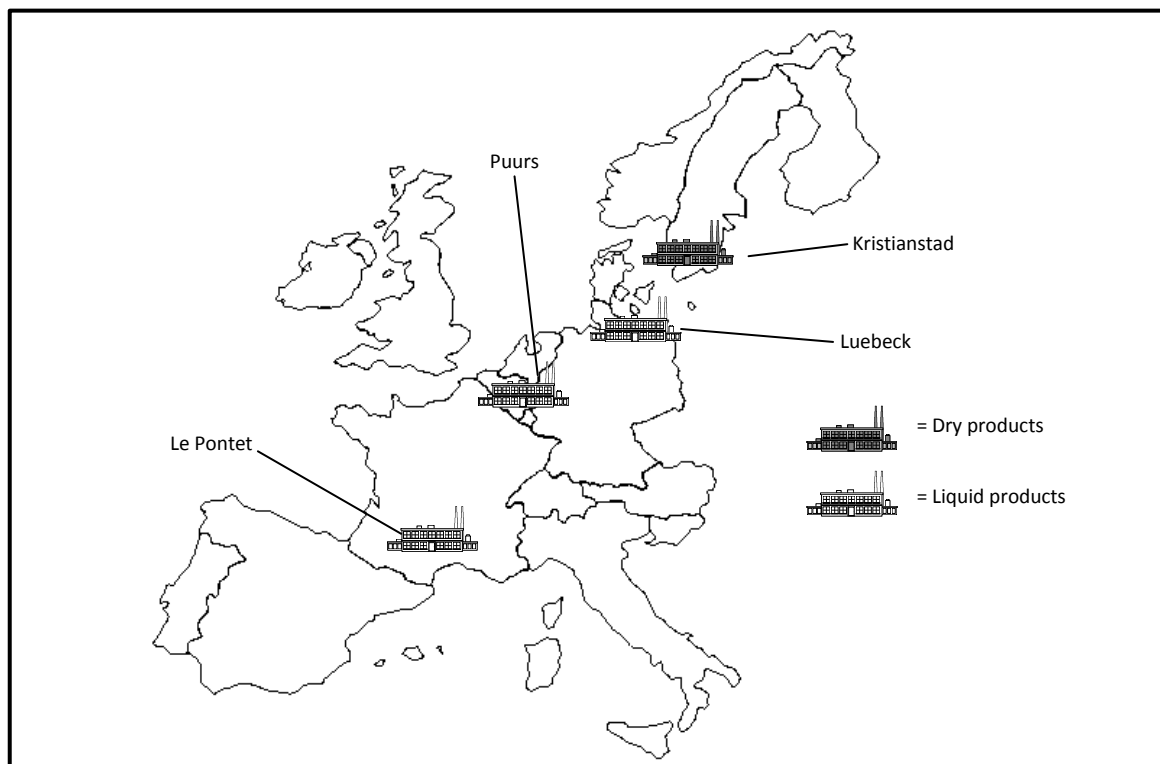 Puurs
Kristianstad
Luebeck
Le Pontet
= Dry products
= Liquid products